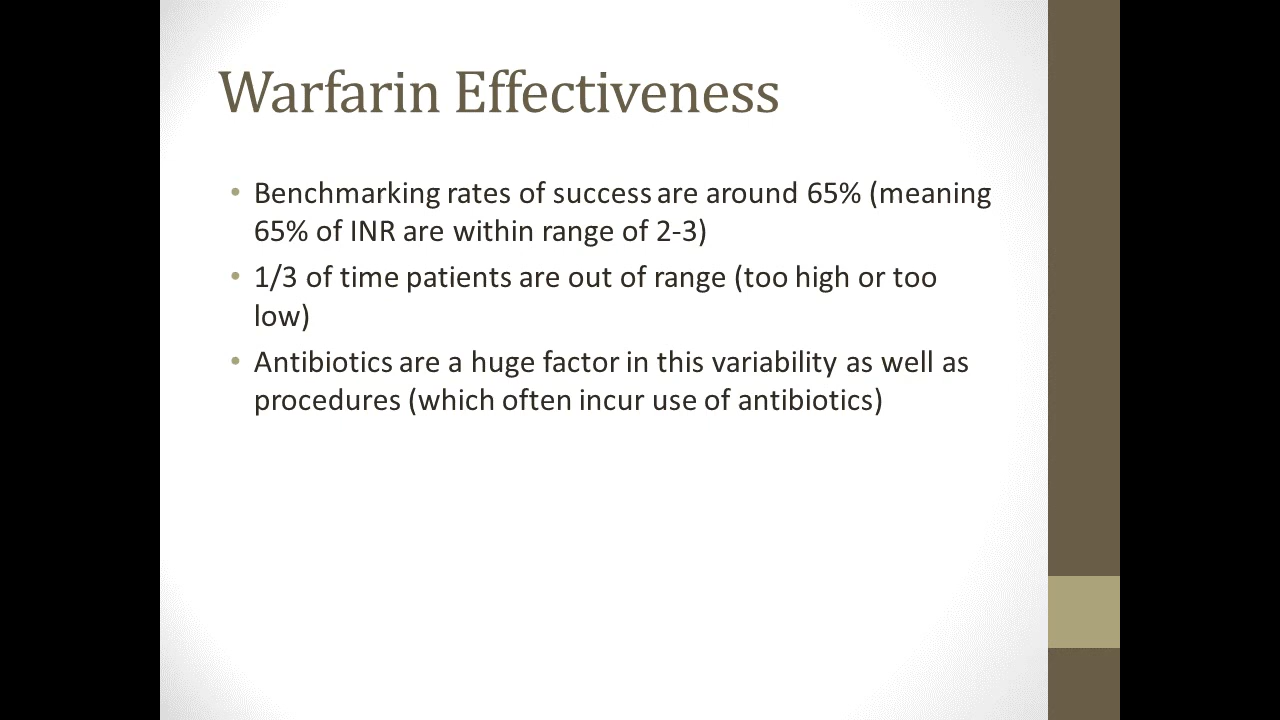 Warfarin Effectiveness
• Benchmarking rates of success are around 65% (meaning
65% of INR are within range of 2-3)
• 1/3 of time patients are out of range (too high or too
low)
• Antibiotics are a huge factor in this variability as well as
procedures (which often incur use of antibiotics)